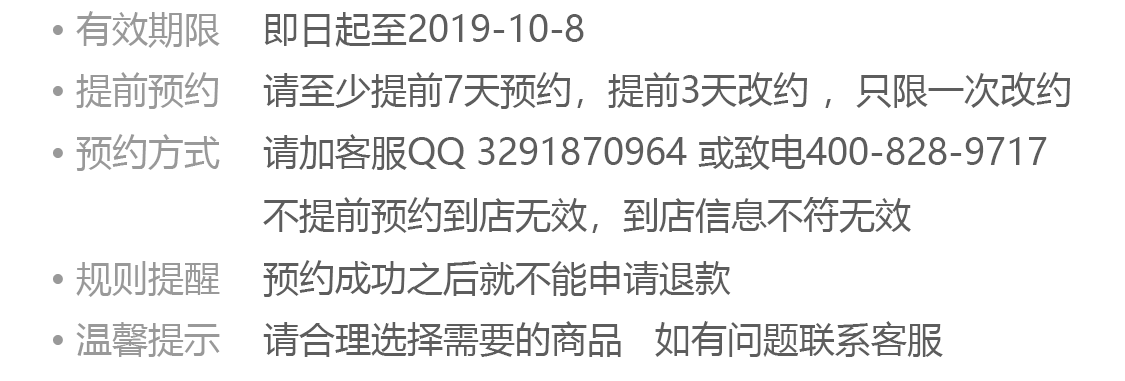 • 有效期限 即日起至2019-10-8
• 提前预约 请至少提前7天预约，提前3天改约 ，只限一次改约
• 预约方式 请加客服QQ 3291870964 或致电400-828-9717
不提前预约到店无效，到店信息不符无效
• 规则提醒 预约成功之后就不能申请退款
• 温馨提示 请合理选择需要的商品 如有问题联系客服